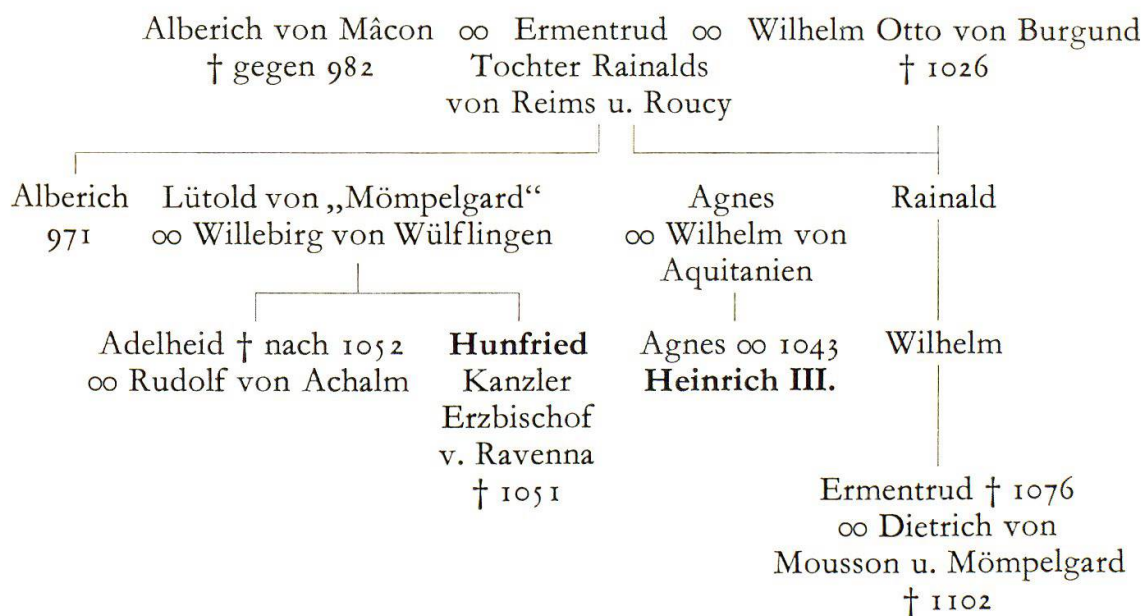 Alberich von Mâcon ∞ Ermentrud ∞ Wilhelm Otto von Burgund
† gegen 982 Tochter Rainalds † 1026
von Reims u. Roucy
Alberich Lütold von „Mömpelgard“ Agnes Rainald
971 ∞ Willebirg von Wülflingen ∞ Wilhelm von
Aquitanien
Adelheid † nach 1052 Hunfried Agnes ∞ 1043 Wilhelm
∞ Rudolf von Achalm Kanzler Heinrich III.
Erzbischof
v. Ravenna
† 1051 Ermentrud † 1076
∞ Dietrich von
Mousson u. Mömpelgard
† 1102